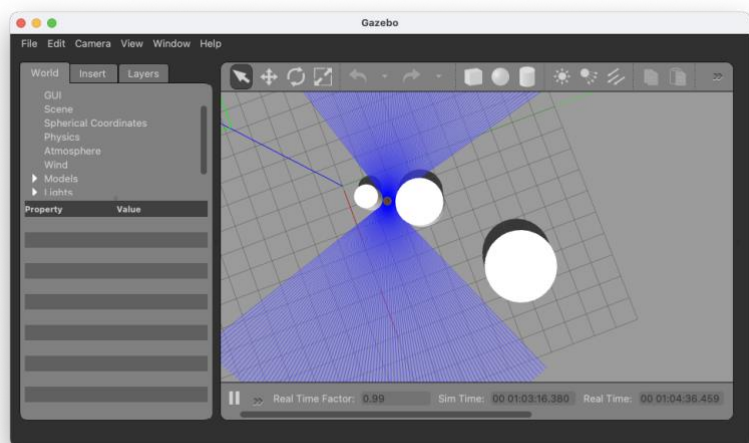 Gazebo
File Edit Camera View Window Help
World Insert Layers
GUI
Scene
Spherical Coordinates
Physics
Atmosphere
Wind
Models
Lights
Property Value
Real Time Factor: 0.99 Sim Time: 00 01:03:16.380 Real Time: 00 01:04:36.459